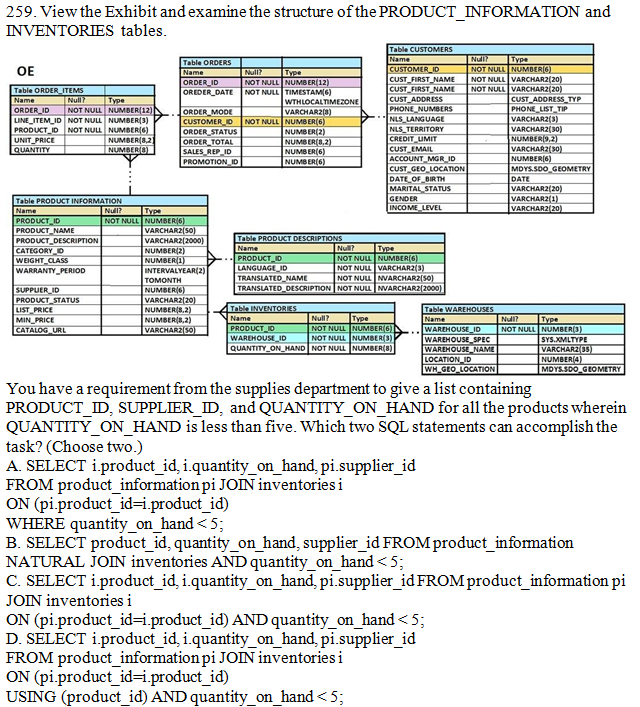 259. View the Exhibit and examine the structure of the PRODUCT_INFORMATION and
INVENTORIES tables.
OE
Table ORDER_ITEMS
Name Null? Type
ORDER_ID NOT NULL NUMBER(12)
LINE_ITEM_ID NOT NULL NUMBER(3)
PRODUCT_ID NOT NULL NUMBER(6)
UNIT_PRICE NUMBER(8,2)
QUANTITY NUMBER(8)
Table ORDERS
Name Null? Type
ORDER_ID NOT NULL NUMBER(12)
OREDER_DATE NOT NULL TIMESTAM(6)
WTHLOCALTIMEZONE
ORDER_MODE VARCHAR2(8)
CUSTOMER_ID NOT NULL NUMBER(6)
ORDER_STATUS NUMBER(2)
ORDER_TOTAL NUMBER(8,2)
SALES_REP_ID NUMBER(6)
PROMOTION_ID NUMBER(6)
Table CUSTOMERS
Name Null? Type
CUSTOMER_ID NOT NULL NUMBER(6)
CUST_FIRST_NAME NOT NULL VARCHAR2(20)
CUST_FIRST_NAME NOT NULL VARCHAR2(20)
CUST_ADDRESS CUST_ADDRESS_TYP
PHONE_NUMBERS PHONE_LIST_TIP
NLS_LANGUAGE VARCHAR2(3)
NLS_TERRITORY VARCHAR2(30)
CREDIT_LIMIT NUMBER(9,2)
CUST_EMAIL VARCHAR2(30)
ACCOUNT_MGR_ID NUMBER(6)
CUST_GEO_LOCATION MDYS.SDO_GEOMETRY
DATE_OF_BIRTH DATE
MARITAL_STATUS VARCHAR2(20)
GENDER VARCHAR2(1)
INCOME_LEVEL VARCHAR2(20)
Table PRODUCT INFORMATION
Name Null? Type
PRODUCT_ID NOT NULL NUMBER(6)
PRODUCT_NAME VARCHAR2(50)
PRODUCT_DESCRIPTION VARCHAR2(2000)
CATEGORY_ID NUMBER(2)
WEIGHT_CLASS NUMBER(1)
WARRANTY_PERIOD INTERVALYEAR(2)
TOMONTH
SUPPLIER_ID NUMBER(6)
PRODUCT_STATUS VARCHAR2(20)
LIST_PRICE NUMBER(8,2)
MIN_PRICE NUMBER(8,2)
CATALOG_URL VARCHAR2(50)
Table PRODUCT DESCRIPTIONS
Name Null? Type
PRODUCT_ID NOT NULL NUMBER(6)
LANGUAGE_ID NOT NULL VARCHAR2(3)
TRANSLATED_NAME NOT NULL NVARCHAR2(50)
TRANSLATED_DESCRIPTION NOT NULL NVARCHAR2(2000)
Table INVENTORIES
Name Null? Type
PRODUCT_ID NOT NULL NUMBER(6)
WAREHOUSE_ID NOT NULL NUMBER(3)
QUANTITY_ON_HAND NOT NULL NUMBER(8)
Table WAREHOUSES
Name Null? Type
WAREHOUSE_ID NOT NULL NUMBER(3)
WAREHOUSE_SPEC SYS.XMLTYPE
WAREHOUSE_NAME VARCHAR2(35)
LOCATION_ID NUMBER(4)
WH_GEO_LOCATION MDYS.SDO_GEOMETRY
You have a requirement from the supplies department to give a list containing
PRODUCT_ID, SUPPLIER_ID, and QUANTITY_ON_HAND for all the products wherein
QUANTITY_ON_HAND is less than five. Which two SQL statements can accomplish the
task? (Choose two.)
A. SELECT i.product_id, i.quantity_on_hand, pi.supplier_id
FROM product_information pi JOIN inventories i
ON (pi.product_id=i.product_id)
WHERE quantity_on_hand < 5;
B. SELECT product_id, quantity_on_hand, supplier_id FROM product_information
NATURAL JOIN inventories AND quantity_on_hand < 5;
C. SELECT i.product_id, i.quantity_on_hand, pi.supplier_id FROM product_information pi
JOIN inventories i
ON (pi.product_id=i.product_id) AND quantity_on_hand < 5;
D. SELECT i.product_id, i.quantity_on_hand, pi.supplier_id
FROM product_information pi JOIN inventories i
ON (pi.product_id=i.product_id)
USING (product_id) AND quantity_on_hand < 5;